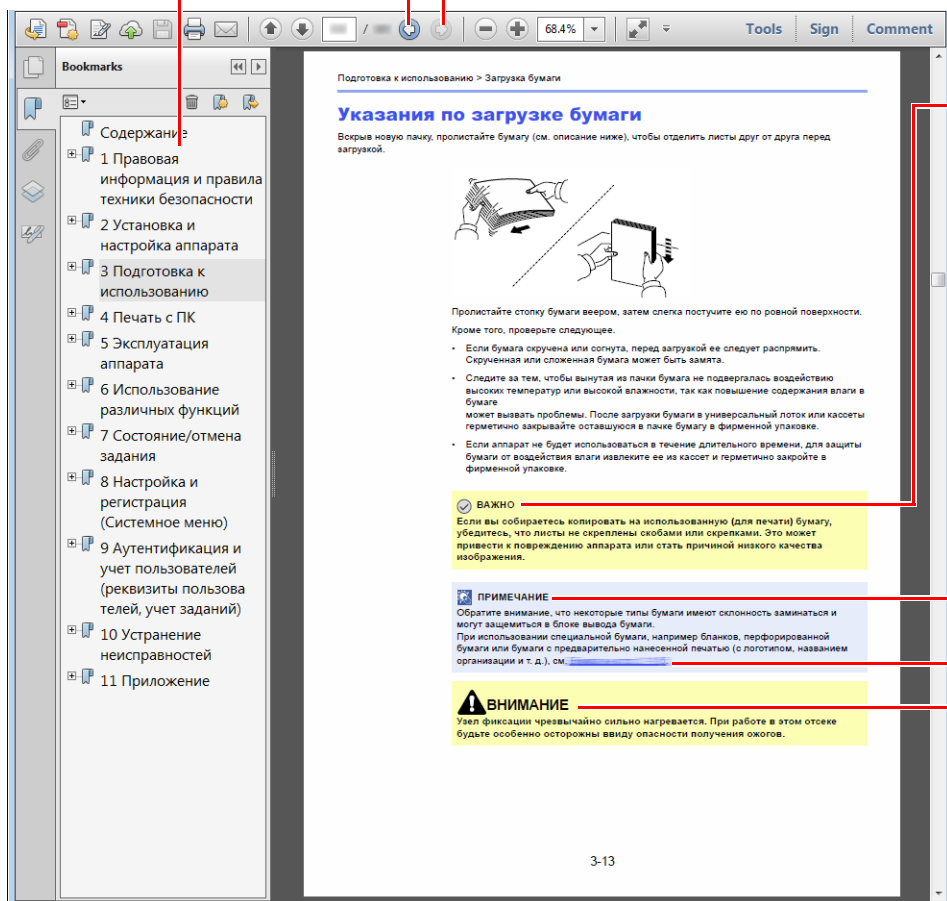 /
68.4%
Tools
Sign
Comment
Bookmarks
Содержание
1 Правовая
информация и правила
техники безопасности
2 Установка и
настройка аппарата
3 Подготовка к
использованию
4 Печать с ПК
5 Эксплуатация
аппарата
6 Использование
различных функций
7 Состояние/отмена
задания
8 Настройка и
регистрация
(Системное меню)
9 Аутентификация и
учет пользователей
(реквизиты пользова
телей, учет заданий)
10 Устранение
неисправностей
11 Приложение
Подготовка к использованию > Загрузка бумаги
Указания по загрузке бумаги
Вскрыв новую пачку, пролистайте бумагу (см. описание ниже), чтобы отделить листы друг от друга перед
загрузкой.
Пролистайте стопку бумаги веером, затем слегка постучите ею по ровной поверхности.
Кроме того, проверьте следующее.
• Если бумага скручена или согнута, перед загрузкой ее следует распрямить.
Скрученная или сложенная бумага может быть замята.
• Следите за тем, чтобы вынутая из пачки бумага не подвергалась воздействию
высоких температур или высокой влажности, так как повышение содержания влаги в
бумаге
может вызвать проблемы. После загрузки бумаги в универсальный лоток или кассеты
герметично закрывайте оставшуюся в пачке бумагу в фирменной упаковке.
• Если аппарат не будет использоваться в течение длительного времени, для защиты
бумаги от воздействия влаги извлеките ее из кассет и герметично закройте в
фирменной упаковке.
ВАЖНО
Если вы собираетесь копировать на использованную (для печати) бумагу,
убедитесь, что листы не скреплены скобами или скрепками. Это может
привести к повреждению аппарата или стать причиной низкого качества
изображения.
ПРИМЕЧАНИЕ
Обратите внимание, что некоторые типы бумаги имеют склонность заминаться и
могут защемиться в блоке вывода бумаги.
При использовании специальной бумаги, например бланков, перфорированной
бумаги или бумаги с предварительно нанесенной печатью (с логотипом, названием
организации и т. д.), см.
ВНИМАНИЕ
Узел фиксации чрезвычайно сильно нагревается. При работе в этом отсеке
будьте особенно осторожны ввиду опасности получения ожогов.
3-13